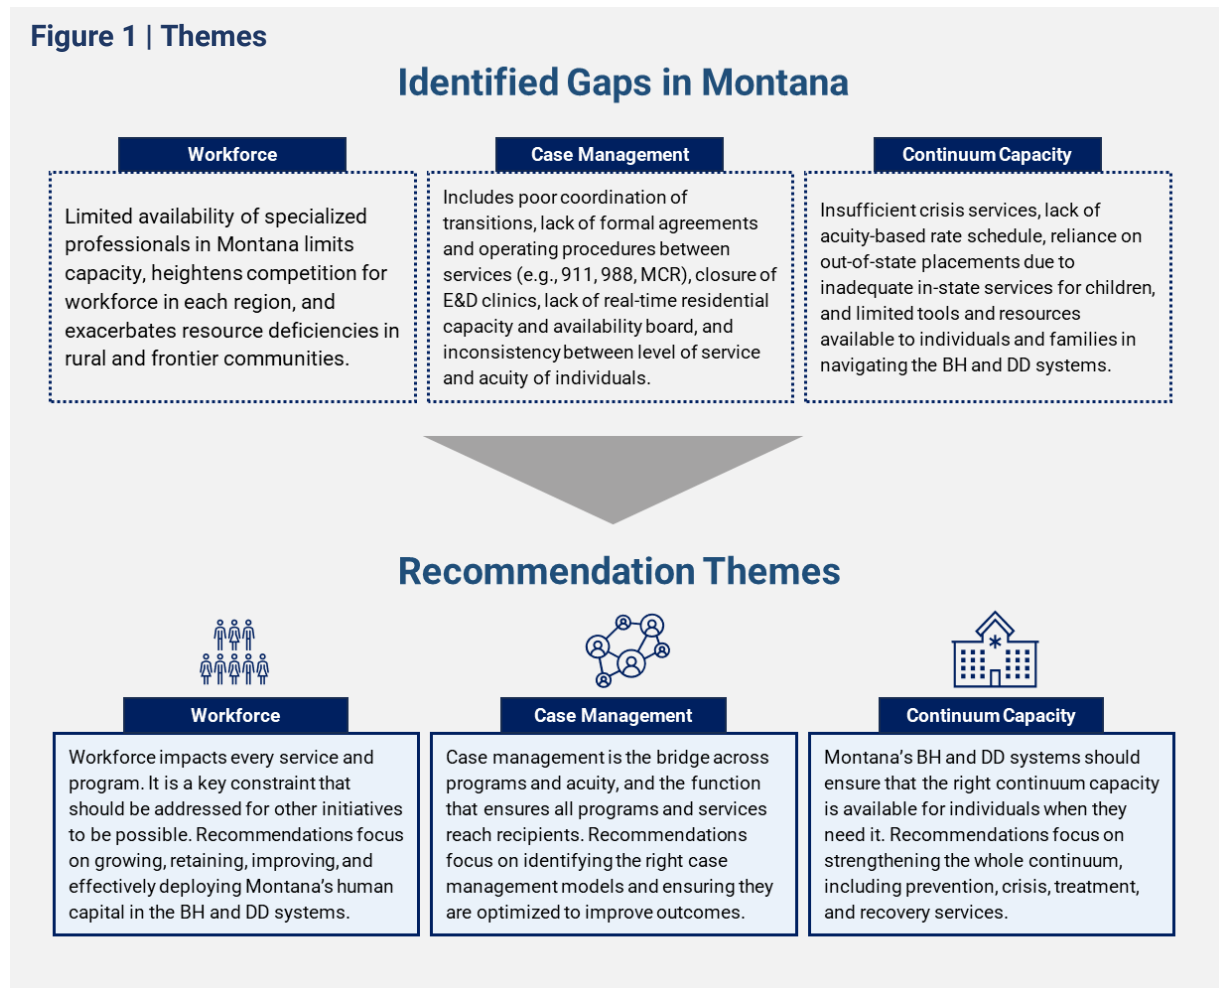 Figure 1 | Themes
Identified Gaps in Montana
Workforce
Limited availability of specialized
professionals in Montana limits
capacity, heightens competition for
workforce in each region, and
exacerbates resource deficiencies in
rural and frontier communities.
Case Management
Includes poor coordination of
transitions, lack of formal agreements
and operating procedures between
services (e.g., 911, 988, MCR), closure of
E&D clinics, lack of real-time residential
capacity and availability board, and
inconsistency between level of service
and acuity of individuals.
Continuum Capacity
Insufficient crisis services, lack of
acuity-based rate schedule, reliance on
out-of-state placements due to
inadequate in-state services for children,
and limited tools and resources
available to individuals and families in
navigating the BH and DD systems.
Recommendation Themes
Workforce
Workforce impacts every service and
program. It is a key constraint that
should be addressed for other initiatives
to be possible. Recommendations focus
on growing, retaining, improving, and
effectively deploying Montana's human
capital in the BH and DD systems.
Case Management
Case management is the bridge across
programs and acuity, and the function
that ensures all programs and services
reach recipients. Recommendations
focus on identifying the right case
management models and ensuring they
are optimized to improve outcomes.
Continuum Capacity
Montana's BH and DD systems should
ensure that the right continuum capacity
is available for individuals when they
need it. Recommendations focus on
strengthening the whole continuum,
including prevention, crisis, treatment,
and recovery services.